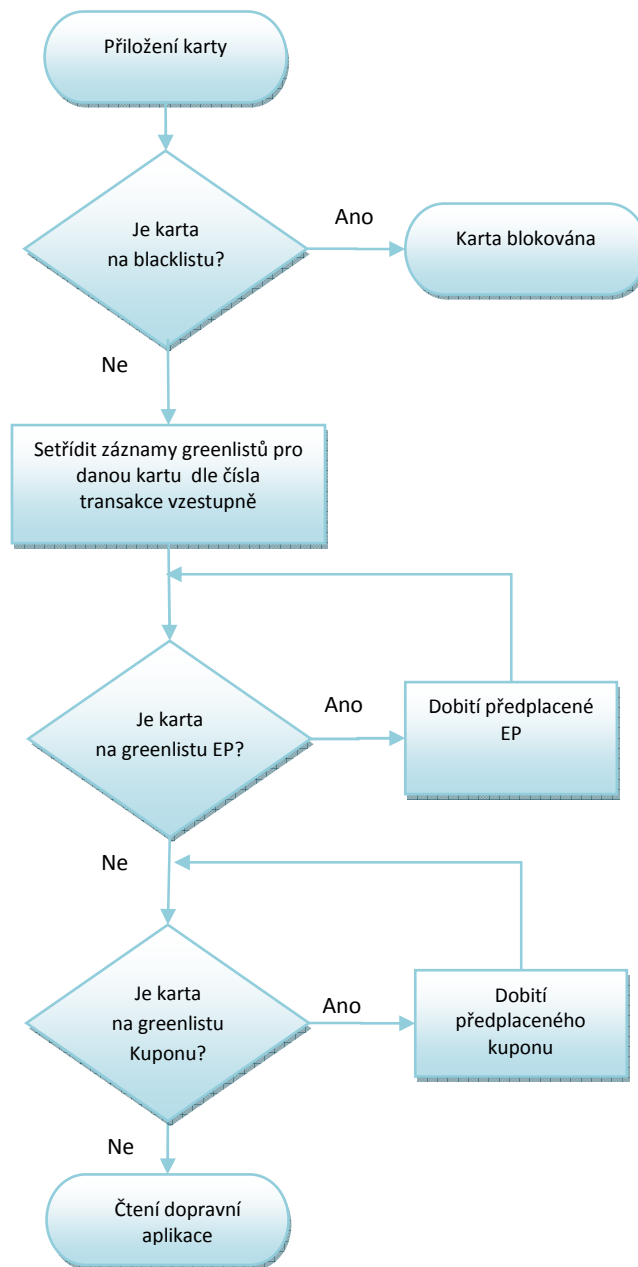 Přiložení karty
Je karta
na blacklistu?
Ano
Karta blokována
Ne
Setřídit záznamy greenlistů pro
danou kartu dle čísla
transakce vzestupně
Je karta
na greenlistu EP?
Ano
Dobití předplacené
EP
Ne
Je karta
na greenlistu
Kuponu?
Ano
Dobití
předplaceného
kuponu
Ne
Čtení dopravní
aplikace